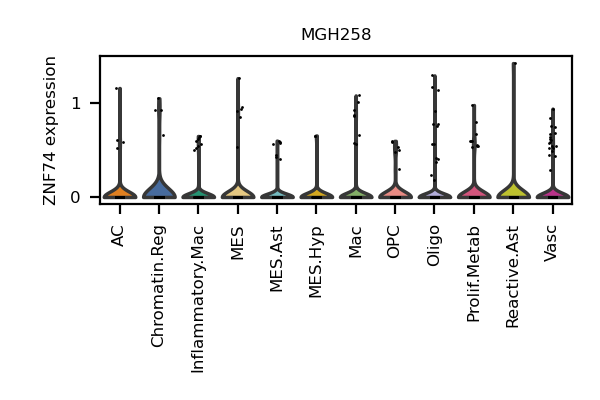 MGH258
ZNF74 expression
1
0
AC
Chromatin.Reg
Inflammatory.Mac
MES
MES.Ast
MES.Hyp
Mac
OPC
Oligo
Prolif.Metab
Reactive.Ast
Vasc